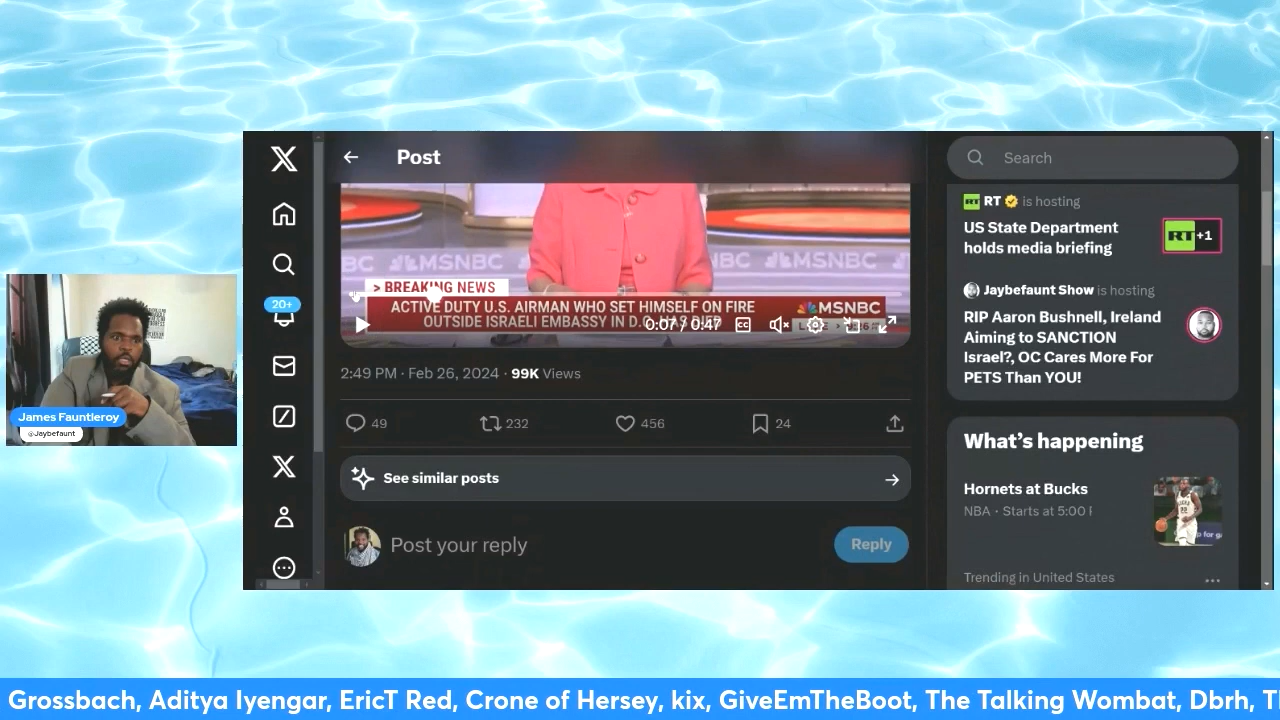 Post
Search
RT is hosting
US State Department
holds media briefing
RT +1
Jaybefaunt Show is hosting
RIP Aaron Bushnell, Ireland
Aiming to SANCTION
Israel?, OC Cares More For
PETS Than YOU!
What's happening
Hornets at Bucks
NBA · Starts at 5:00
Trending in United States
20+
MSNBC
MSNBC
> BREAKING NEWS
ACTIVE DUTY U.S. AIRMAN WHO SET HIMSELF ON FIRE
OUTSIDE ISRAELI EMBASSY IN D.C.
MSNBC
0:07 / 0:47
2:49 PM · Feb 26, 2024 · 99K Views
49 232 456 24
See similar posts
Post your reply
Reply
James Fauntleroy
@Jaybefaunt
Grossbach, Aditya Iyengar, EricT Red, Crone of Hersey, kix, GiveEmTheBoot, The Talking Wombat, Dbrh, T